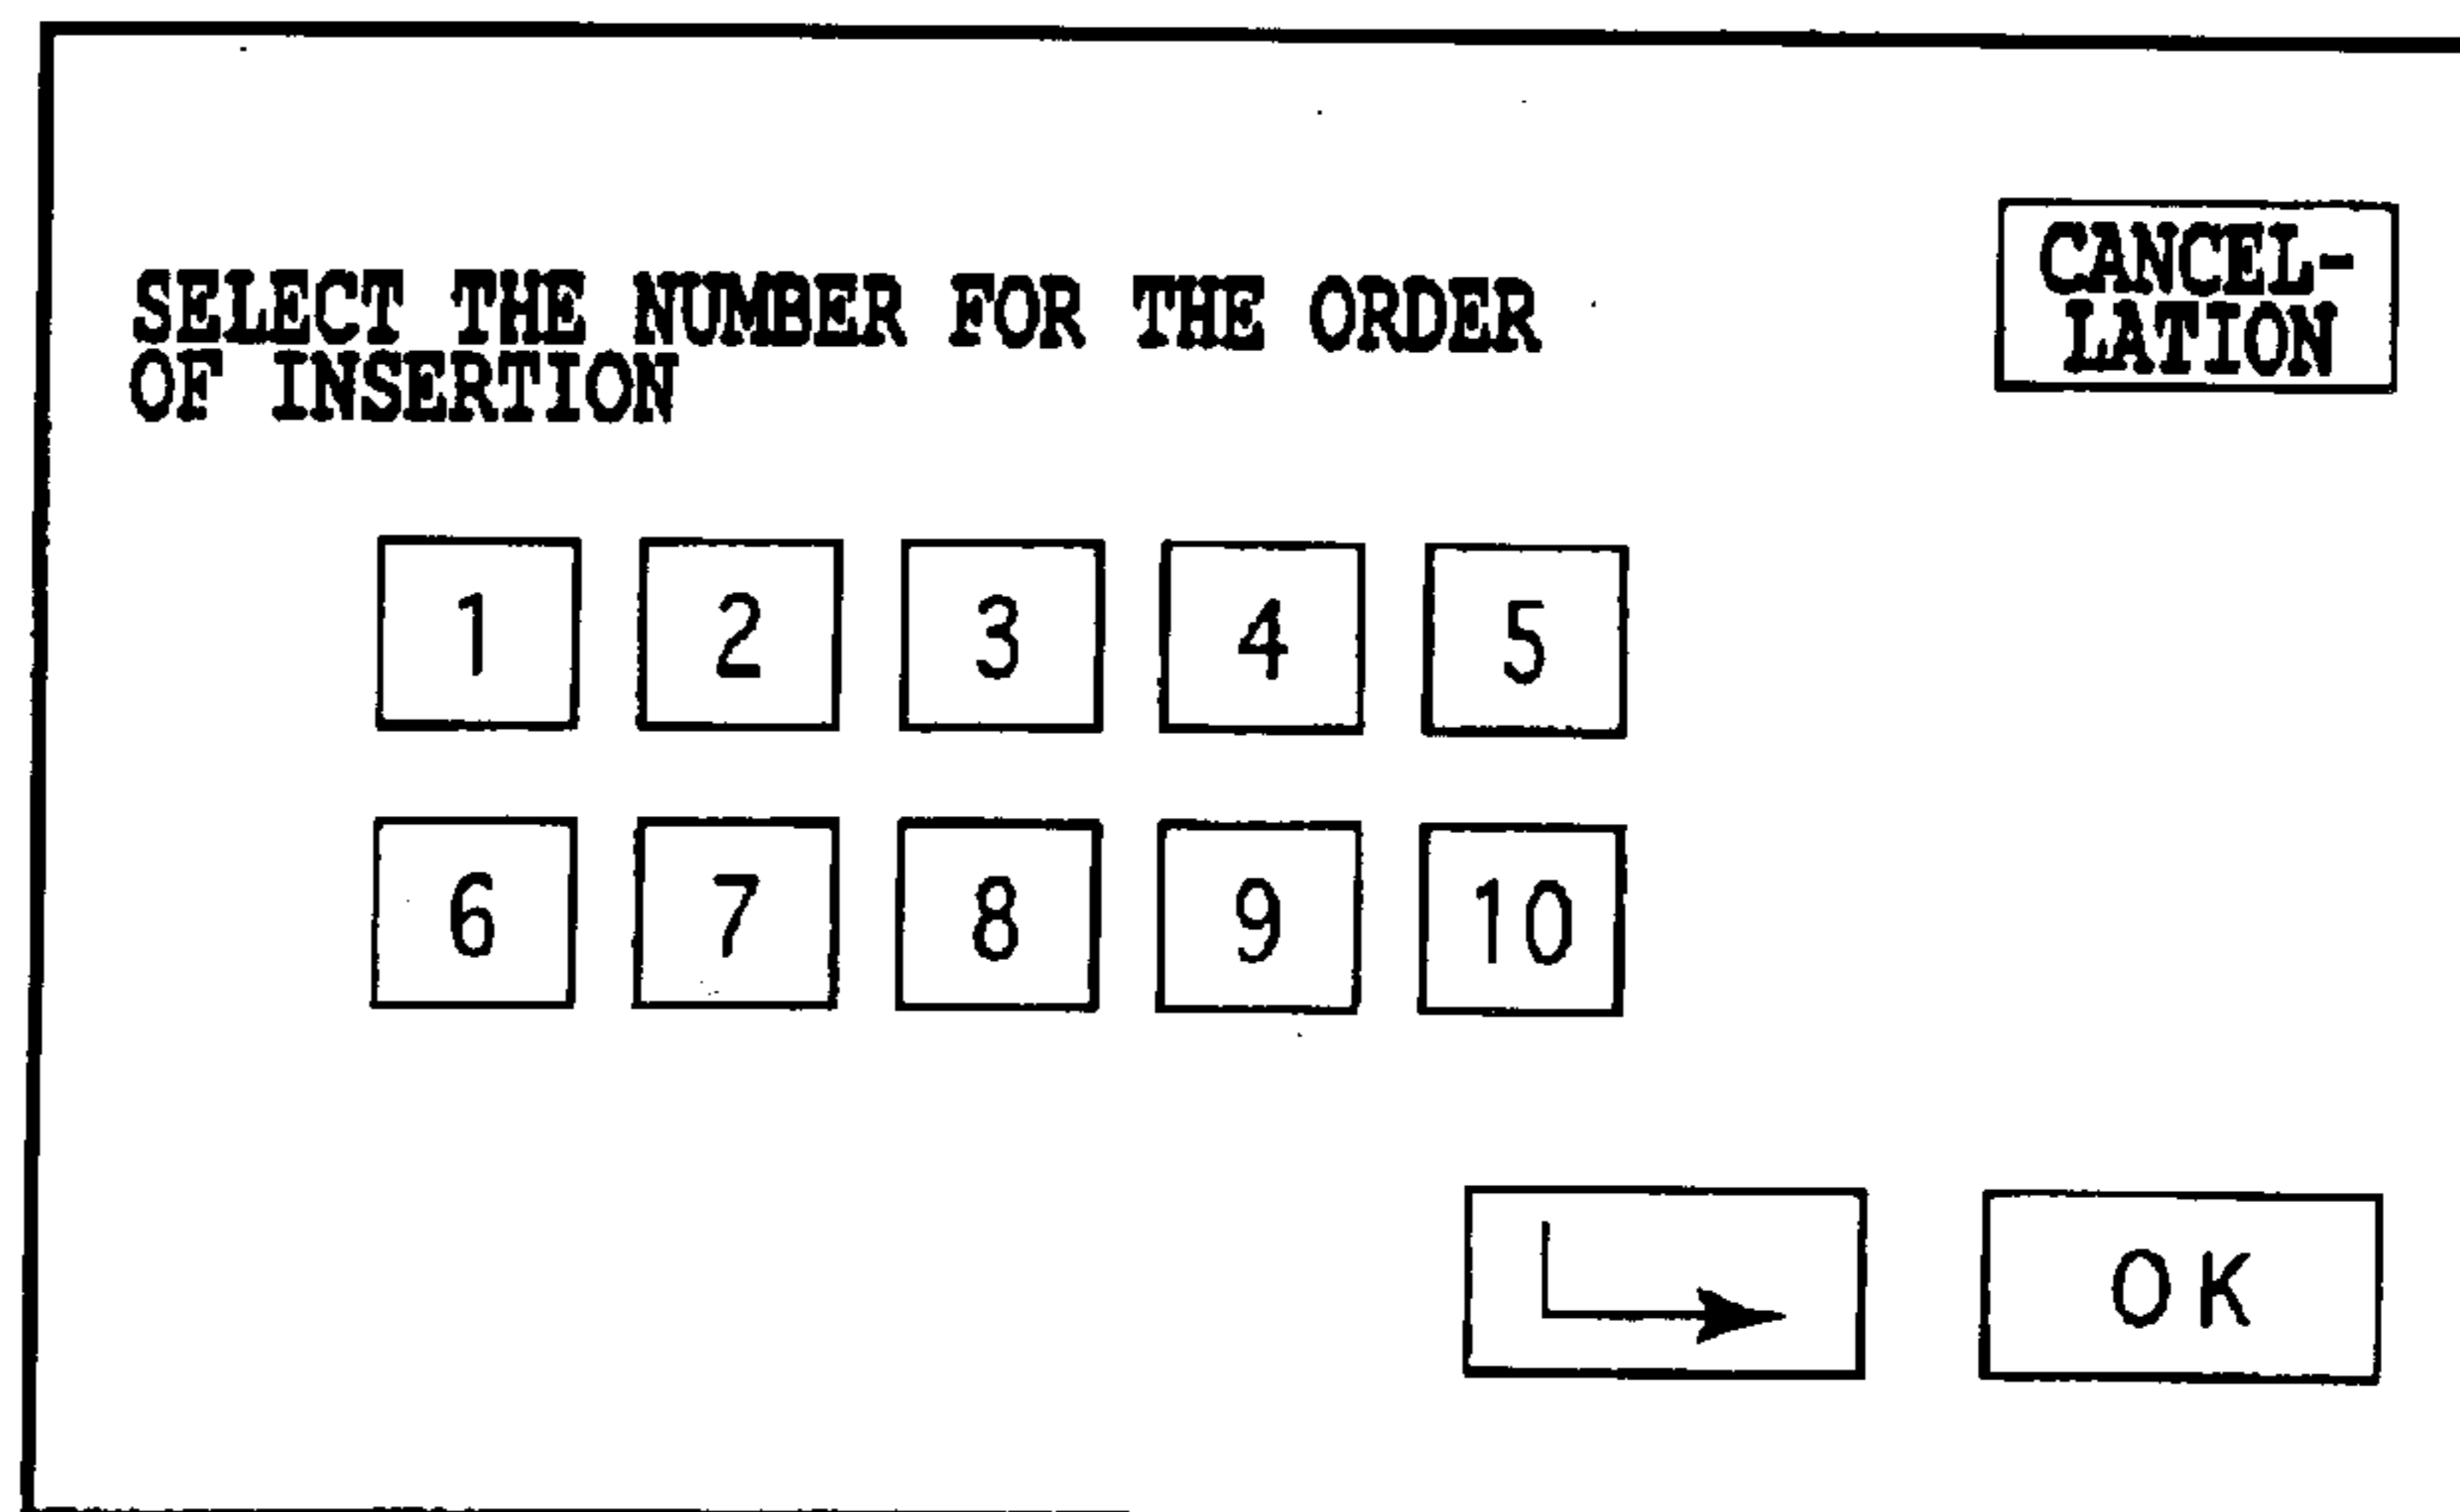 SELECT THE NUMBER FOR THE ORDER
OF INSERTION
CANCEL-
LATION
1 2 3 4 5
6 7 8 9 10
OK